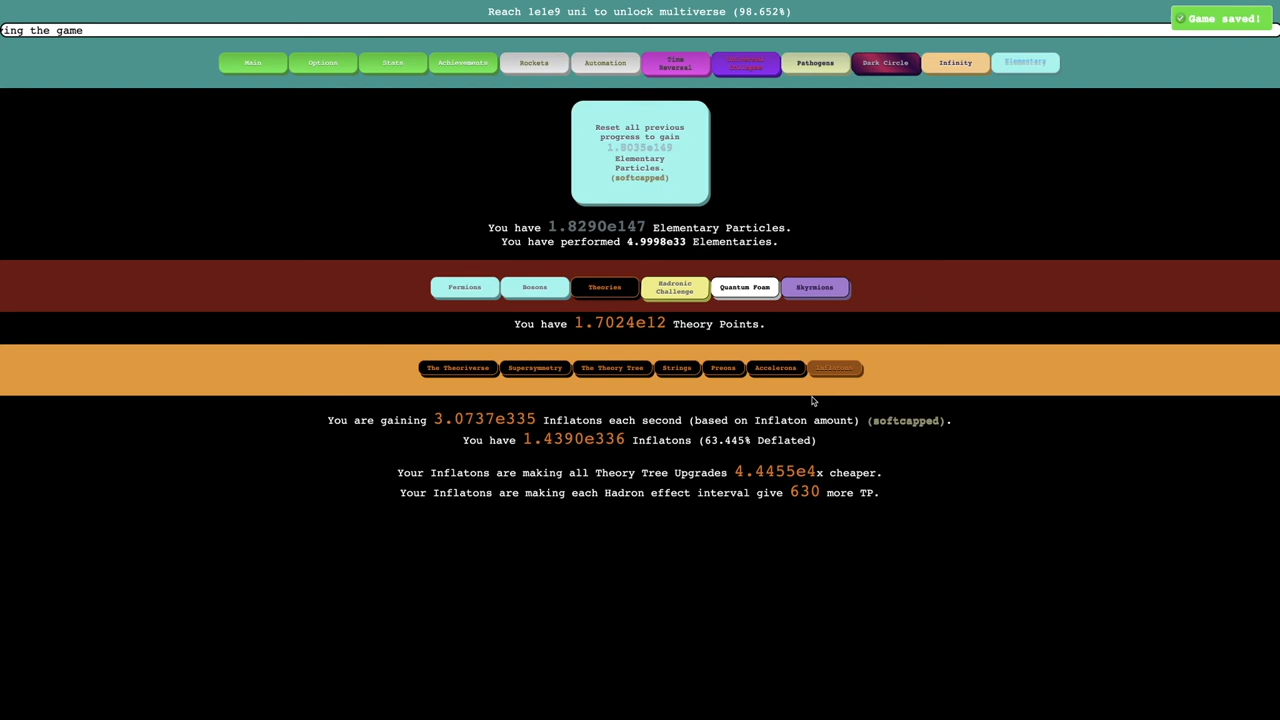 Reach 1e1e9 uni to unlock multiverse (98.652%)
Game saved!
ing the game
Main
Options
Stats
Achievements
Rockets
Automation
Time
Reversal
Pathogens
Dark Circle
Infinity
Elementary
Reset all previous
progress to gain
1.8035e149
Elementary
Particles.
(softcapped)
You have 1.8290e147 Elementary Particles.
You have performed 4.9998e33 Elementaries.
Fermions
Bosons
Theories
Hadronic
Challenge
Quantum Foam
Skyrmions
You have 1.7024e12 Theory Points.
The Theoriverse
Supersymmetry
The Theory Tree
Strings
Preons
Accelerons
Inflatons
You are gaining 3.0737e335 Inflatons each second (based on Inflaton amount) (softcapped).
You have 1.4390e336 Inflatons (63.445% Deflated)
Your Inflatons are making all Theory Tree Upgrades 4.4455e4x cheaper.
Your Inflatons are making each Hadron effect interval give 630 more TP.